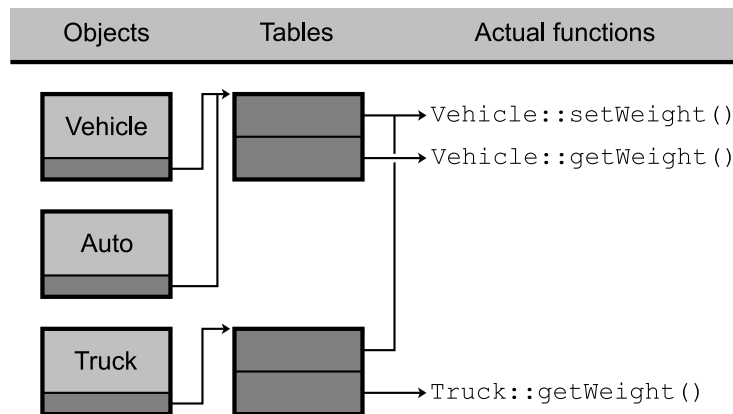 Objects Tables Actual functions
Vehicle
Vehicle::setWeight()
Vehicle::getWeight()
Auto
Truck
Truck::getWeight()